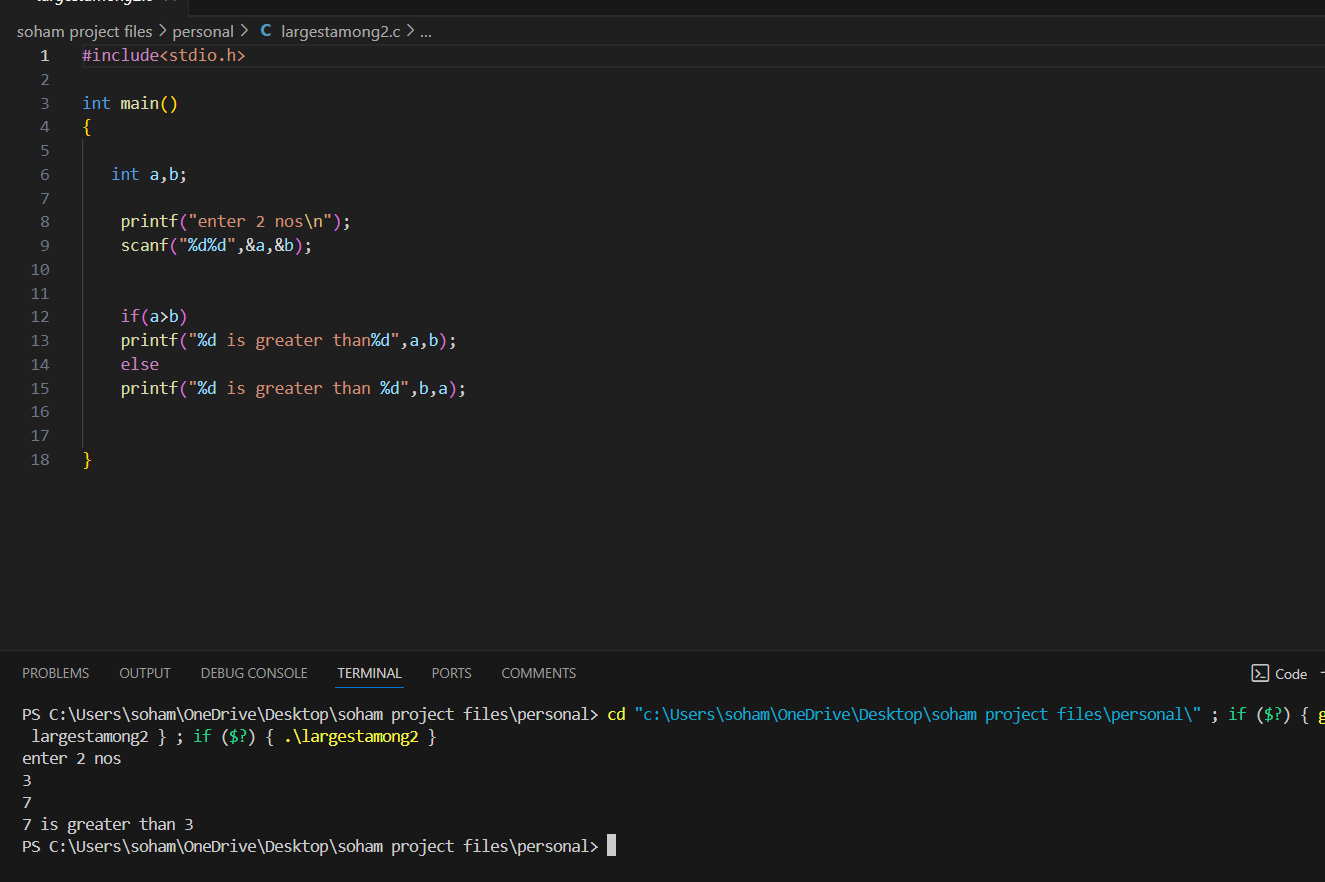 soham project files > personal > C largestamong2.c > ...
1 #include<stdio.h>
2
3 int main()
4 {
5
6 int a,b;
7
8 printf("enter 2 nos\n");
9 scanf("%d%d",&a,&b);
10
11
12 if(a>b)
13 printf("%d is greater than%d",a,b);
14 else
15 printf("%d is greater than %d",b,a);
16
17
18 }
PROBLEMS OUTPUT DEBUG CONSOLE TERMINAL PORTS COMMENTS Code
PS C:\Users\soham\OneDrive\Desktop\soham project files\personal> cd "c:\Users\soham\OneDrive\Desktop\soham project files\personal\" ; if ($?) { g
largestamong2 } ; if ($?) { .\largestamong2 }
enter 2 nos
3
7
7 is greater than 3
PS C:\Users\soham\OneDrive\Desktop\soham project files\personal>